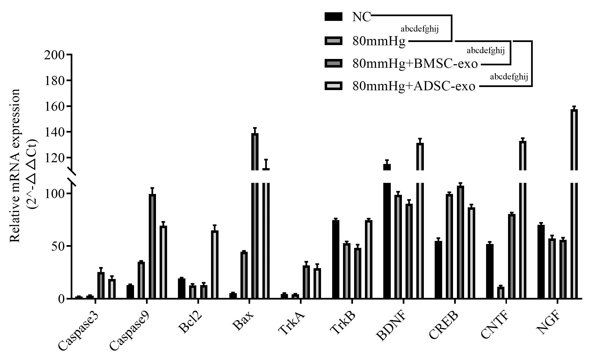 NC
abcdefghij
80mmHg
abcdefghij
80mmHg+BMSC-exo
abcdefghij
80mmHg+ADSC-exo
Relative mRNA expression
(2^-△△Ct)
200
180
160
140
120
100
50
0
Caspase3
Caspase9
Bcl2
Bax
TrkA
TrkB
BDNF
CREB
CNTF
NGF